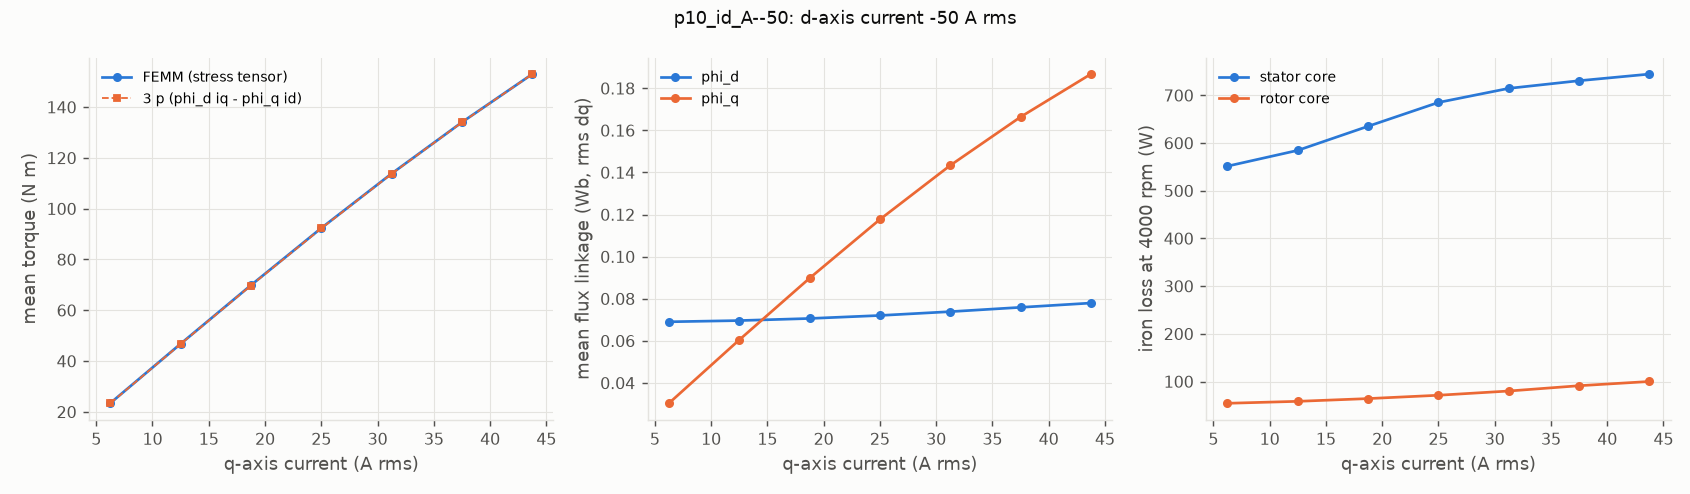 p10_id_A--50: d-axis current -50 A rms
FEMM (stress tensor)
3 p (phi_d iq - phi_q id)
mean torque (N m)
140
120
100
80
60
40
20
5 10 15 20 25 30 35 40 45
q-axis current (A rms)
phi_d
phi_q
mean flux linkage (Wb, rms dq)
0.18
0.16
0.14
0.12
0.10
0.08
0.06
0.04
5 10 15 20 25 30 35 40 45
q-axis current (A rms)
stator core
rotor core
iron loss at 4000 rpm (W)
700
600
500
400
300
200
100
5 10 15 20 25 30 35 40 45
q-axis current (A rms)